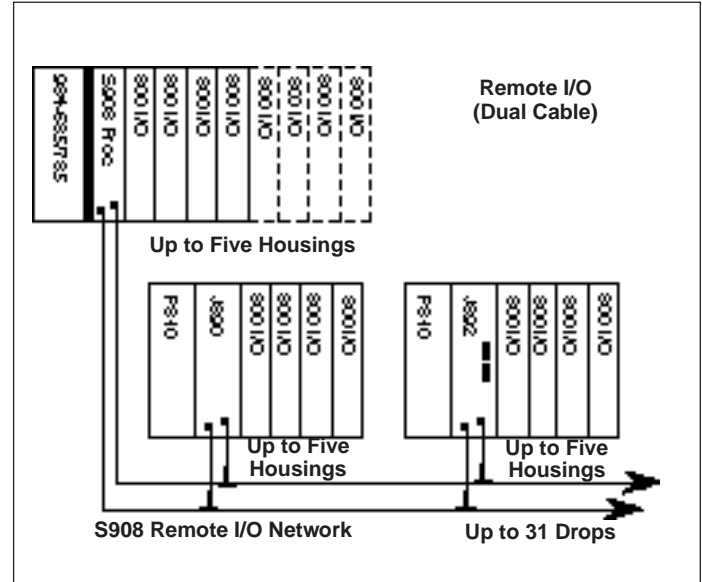 Remote I/O
(Dual Cable)
984-685/785
S908 Proc
800 I/O
800 I/O
800 I/O
800 I/O
800 I/O
800 I/O
800 I/O
800 I/O
Up to Five Housings
P810
J890
800 I/O
800 I/O
800 I/O
800 I/O
Up to Five
Housings
P810
J892
800 I/O
800 I/O
800 I/O
800 I/O
Up to Five
Housings
S908 Remote I/O Network
Up to 31 Drops